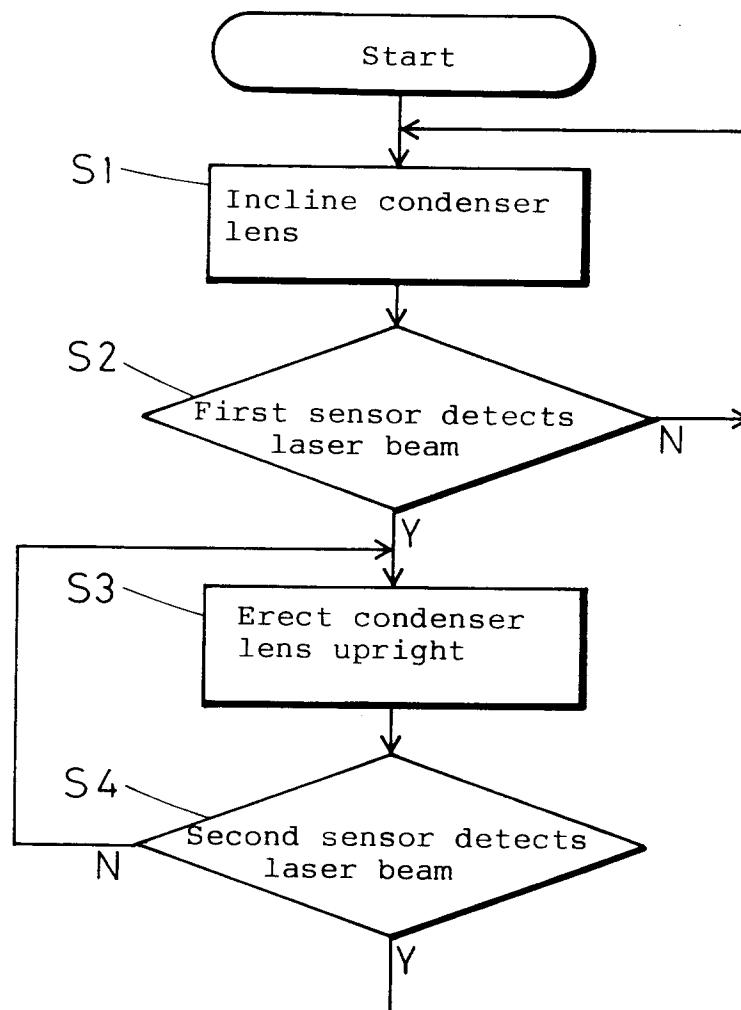 Start
S1
Incline condenser
lens
S2
First sensor detects
laser beam
N
Y
S3
Erect condenser
lens upright
S4
Second sensor detects
laser beam
N
Y